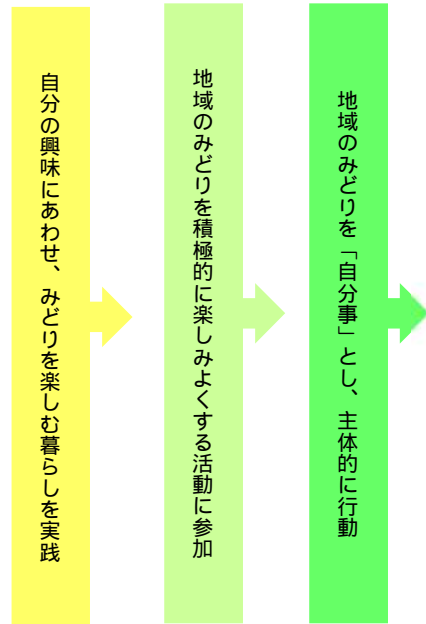 自分の興味にあわせ、みどりを楽しむ暮らしを実践
地域のみどりを積極的に楽しみよくする活動に参加
地域のみどりを「自分事」とし、主体的に行動